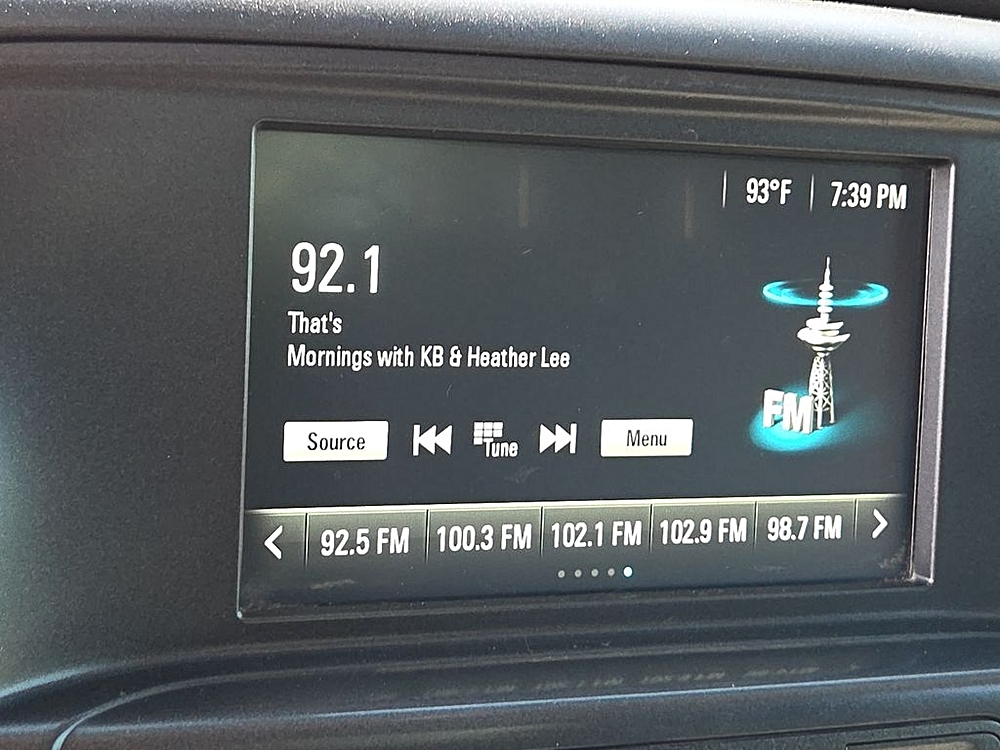 93°F 7:39 PM
92.1
That's
Mornings with KB & Heather Lee
FM
Source Tune Menu
92.5 FM 100.3 FM 102.1 FM 102.9 FM 98.7 FM